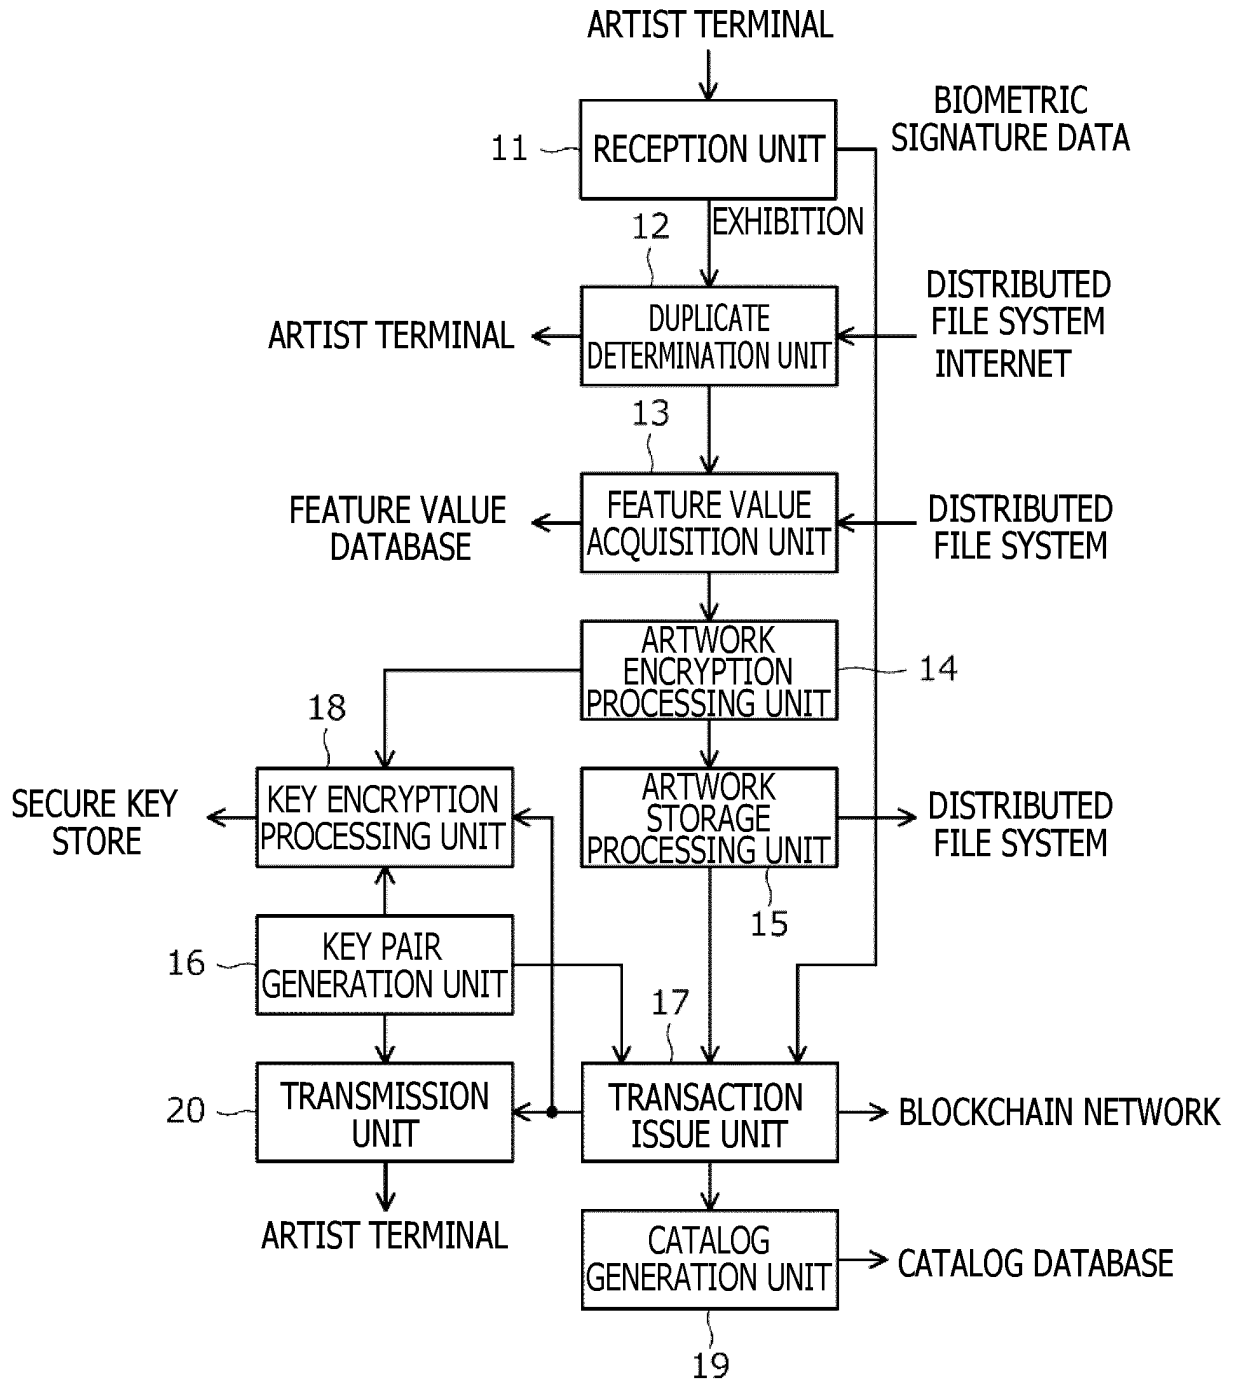 ARTIST TERMINAL
BIOMETRIC
SIGNATURE DATA
11
RECEPTION UNIT
EXHIBITION
12
DUPLICATE
DETERMINATION UNIT
ARTIST TERMINAL
DISTRIBUTED
FILE SYSTEM
INTERNET
13
FEATURE VALUE
ACQUISITION UNIT
FEATURE VALUE
DATABASE
DISTRIBUTED
FILE SYSTEM
ARTWORK
ENCRYPTION
PROCESSING UNIT
14
18
KEY ENCRYPTION
PROCESSING UNIT
SECURE KEY
STORE
ARTWORK
STORAGE
PROCESSING UNIT
DISTRIBUTED
FILE SYSTEM
15
16
KEY PAIR
GENERATION UNIT
17
20
TRANSMISSION
UNIT
TRANSACTION
ISSUE UNIT
BLOCKCHAIN NETWORK
ARTIST TERMINAL
CATALOG
GENERATION UNIT
CATALOG DATABASE
19